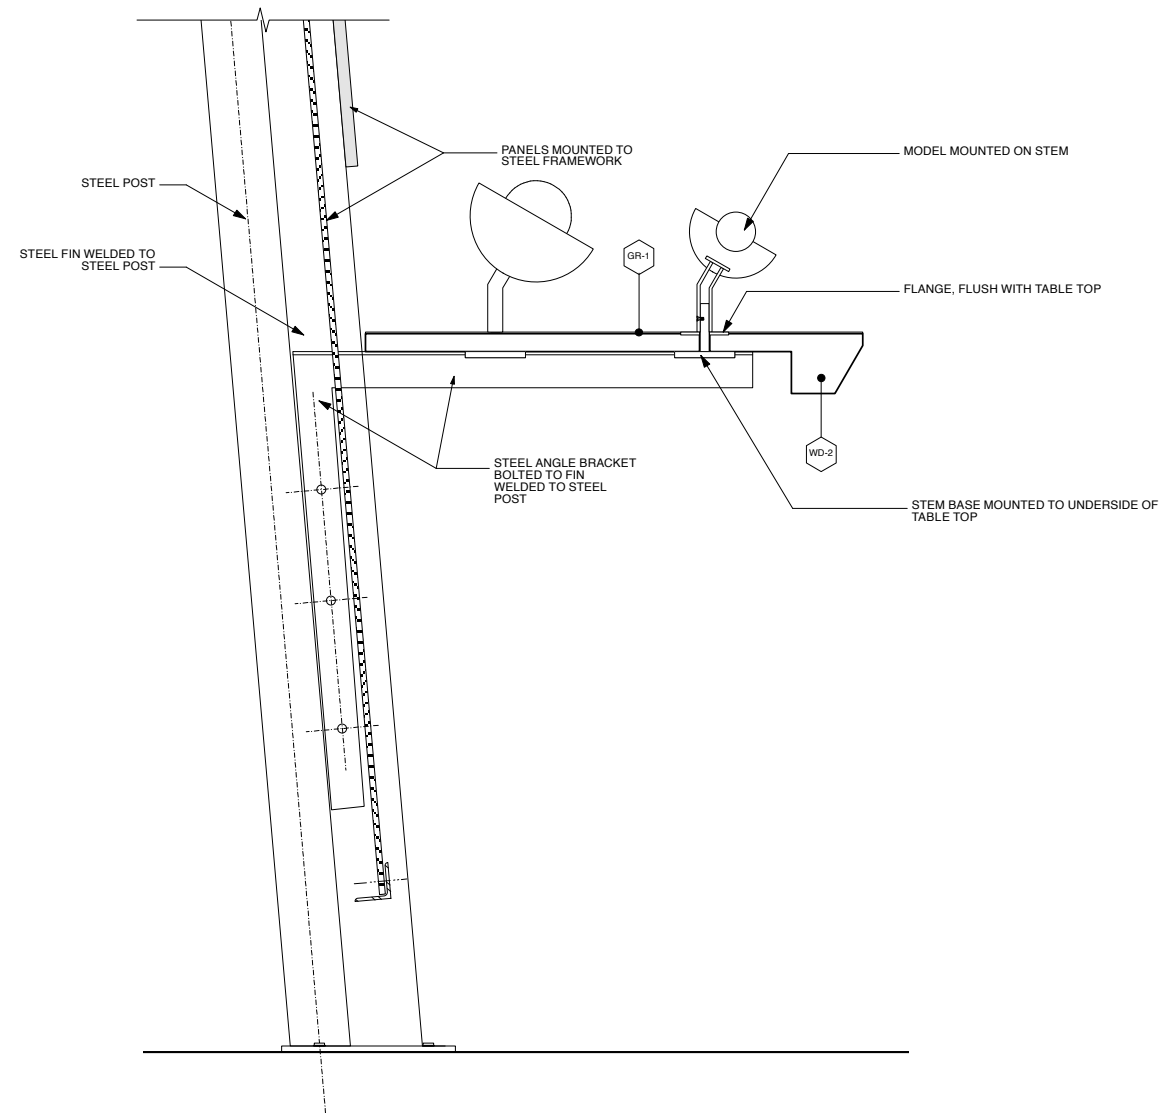 PANELS MOUNTED TO
STEEL FRAMEWORK
MODEL MOUNTED ON STEM
STEEL POST
STEEL FIN WELDED TO
STEEL POST
GR-1
FLANGE, FLUSH WITH TABLE TOP
WD-2
STEEL ANGLE BRACKET
BOLTED TO FIN
WELDED TO STEEL
POST
STEM BASE MOUNTED TO UNDERSIDE OF
TABLE TOP